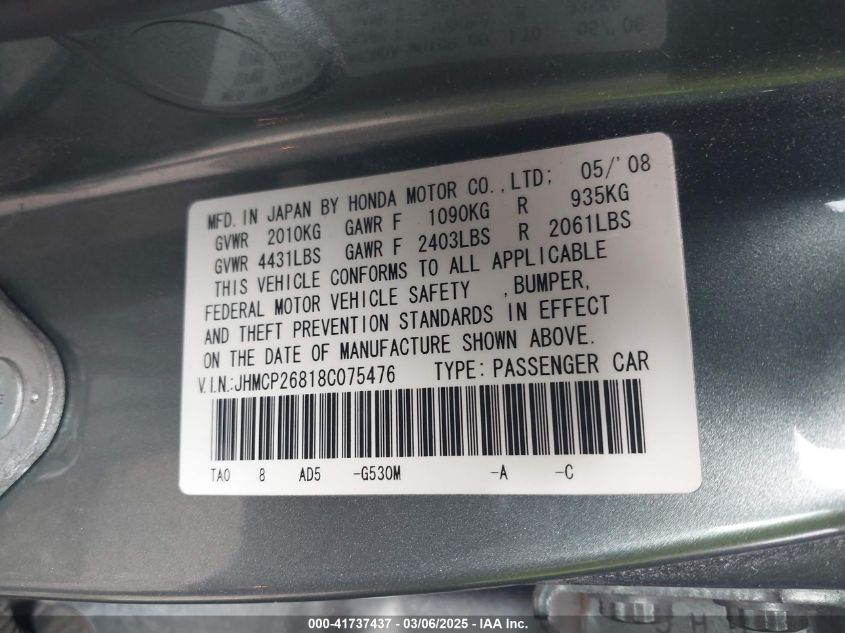 MFD. IN JAPAN BY HONDA MOTOR CO., LTD; 05/'08
GVWR 2010KG GAWR F 1090KG R 935KG
GVWR 4431LBS GAWR F 2403LBS R 2061LBS
THIS VEHICLE CONFORMS TO ALL APPLICABLE
FEDERAL MOTOR VEHICLE SAFETY , BUMPER,
AND THEFT PREVENTION STANDARDS IN EFFECT
ON THE DATE OF MANUFACTURE SHOWN ABOVE.
V.I.N.:JHMCP26818C075476 TYPE: PASSENGER CAR
TA0 8 AD5 -G530M -A -C
000-41737437 - 03/06/2025 - IAA Inc.